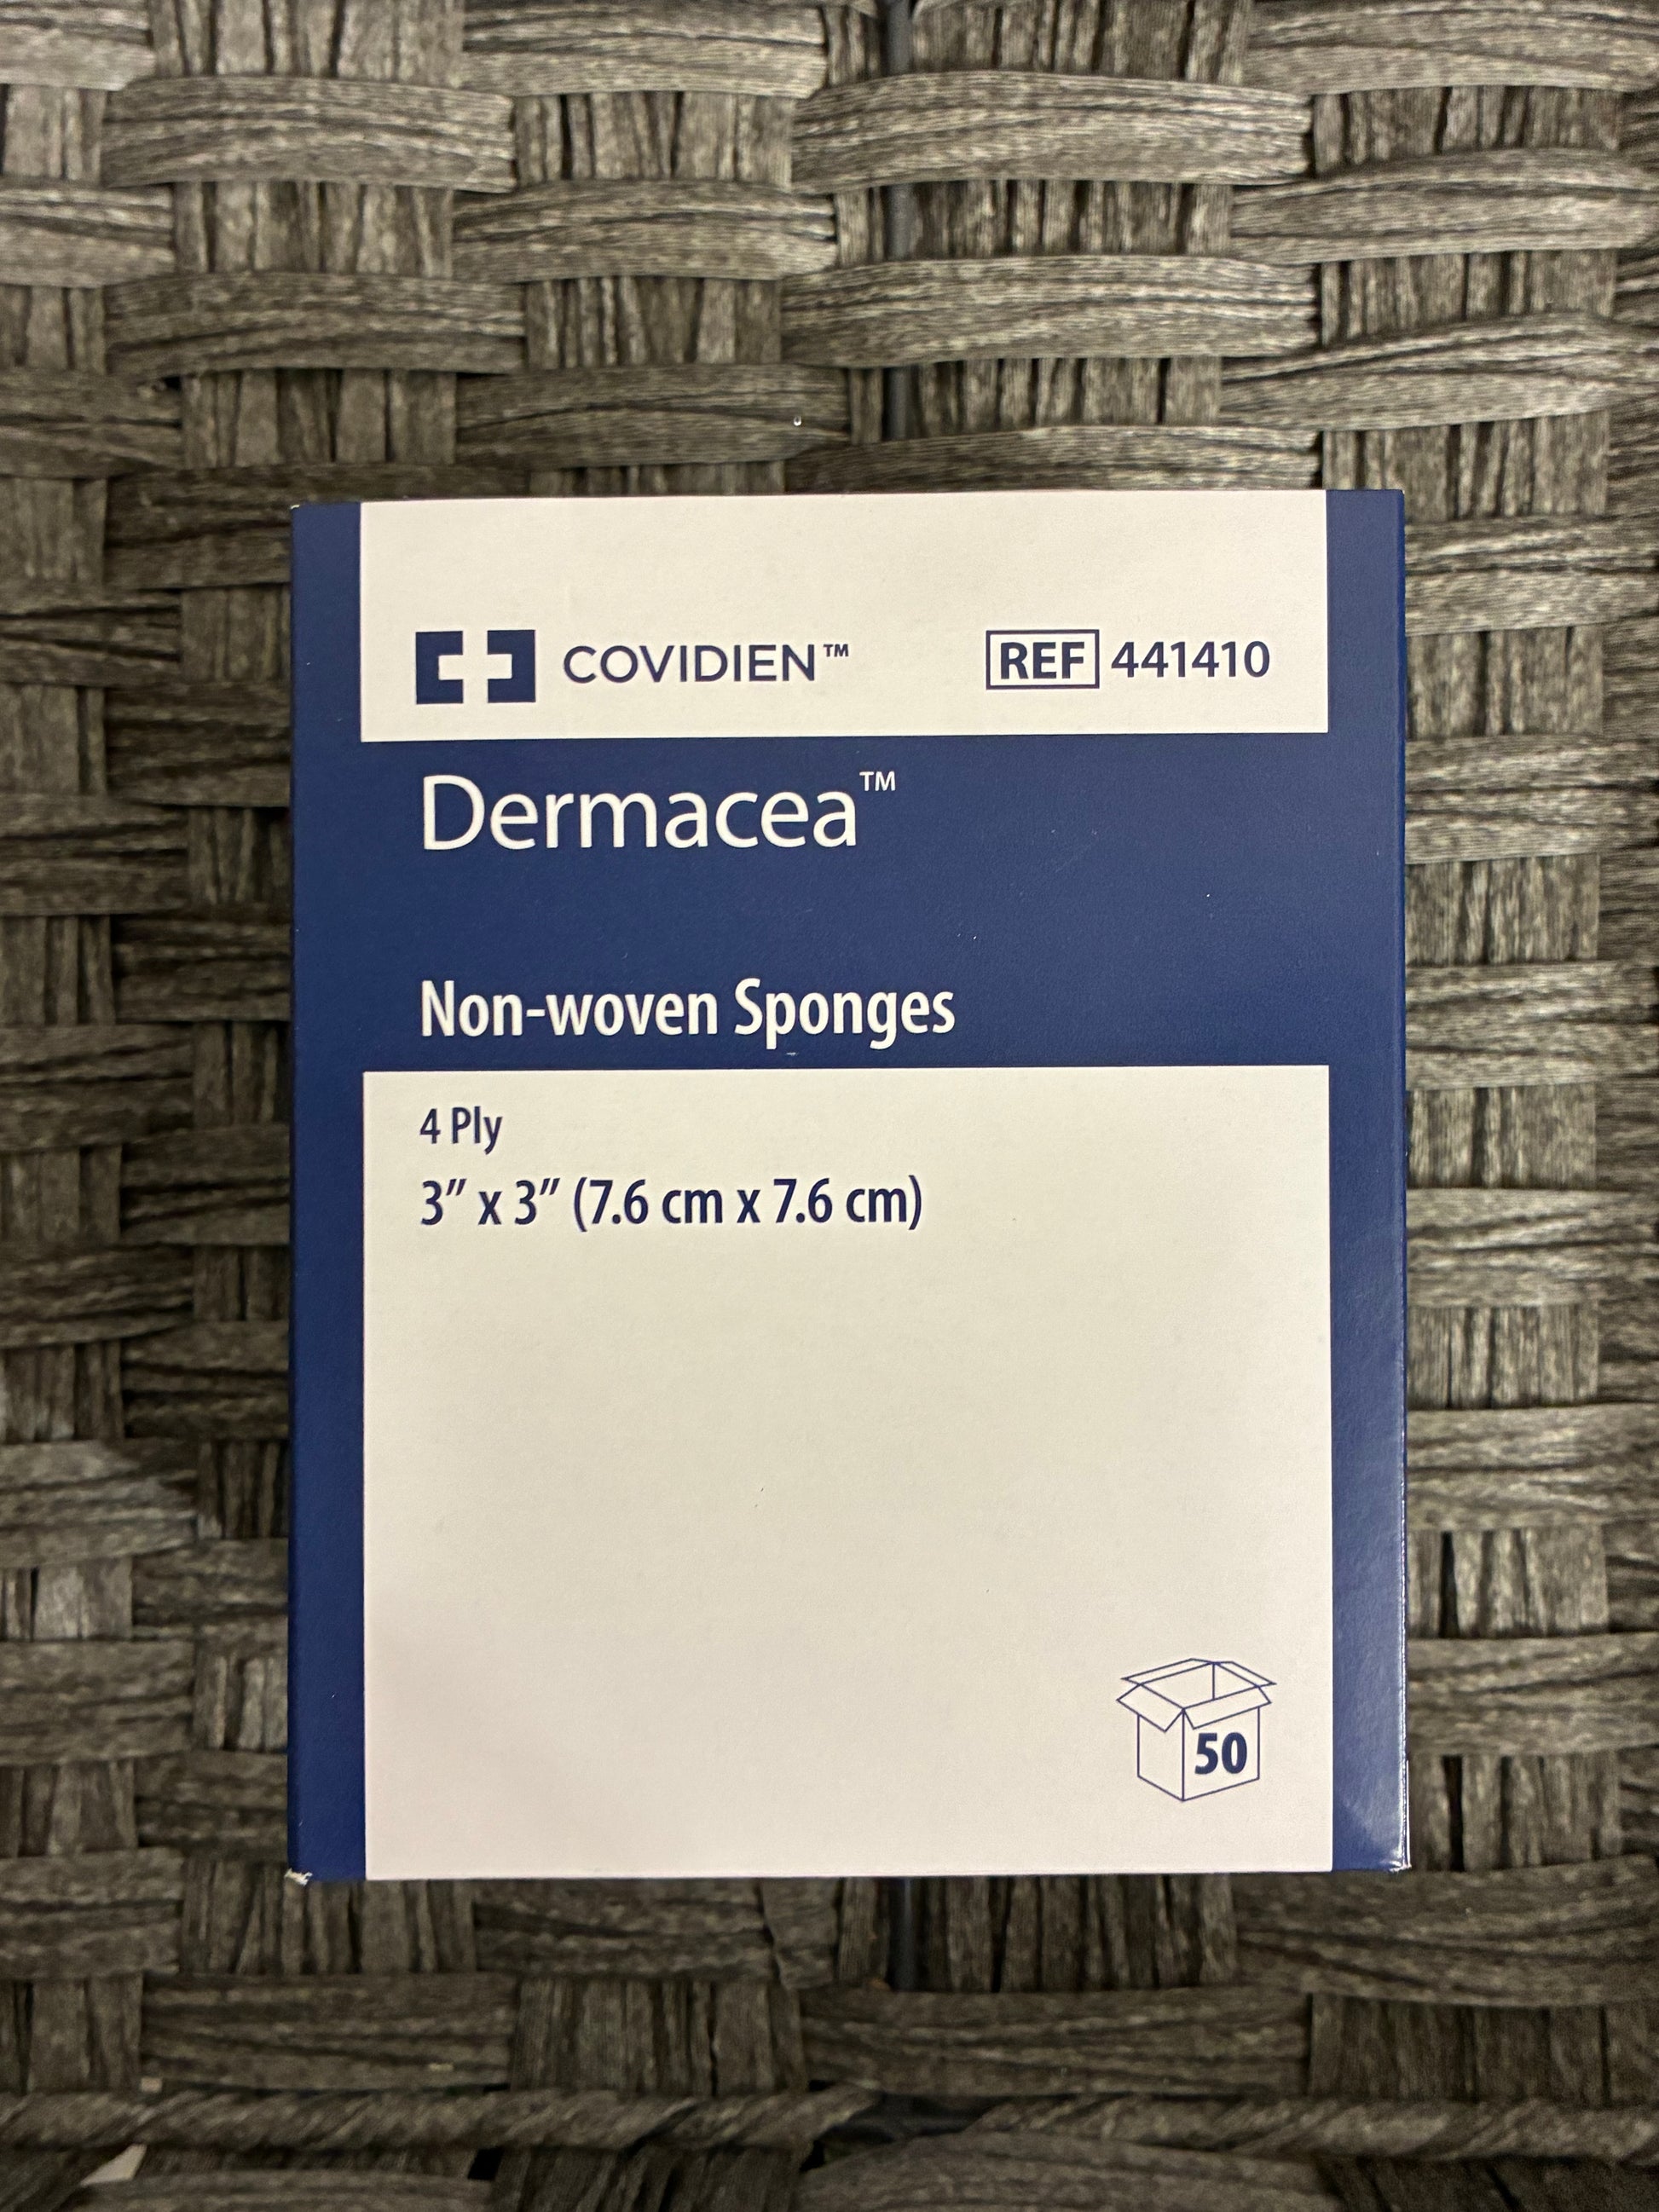 COVIDIEN™
REF 441410
Dermacea™
Non-woven Sponges
4 Ply
3” x 3” (7.6 cm x 7.6 cm)
50